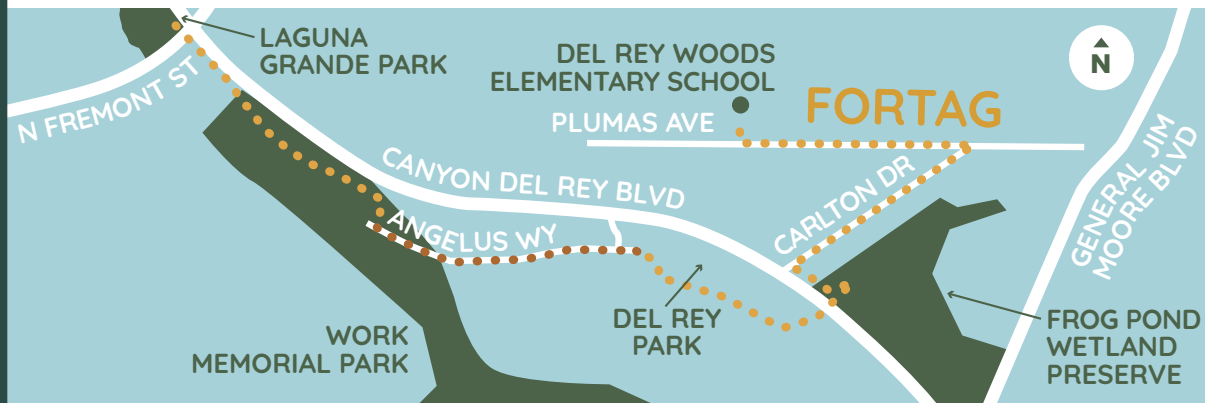 LAGUNA
GRANDE PARK
N FREMONT ST
DEL REY WOODS
ELEMENTARY SCHOOL
PLUMAS AVE
FORTAG
N
GENERAL JIM
MOORE BLVD
CANYON DEL REY BLVD
CARLTON DR
ANGELUS WY
DEL REY
PARK
WORK
MEMORIAL PARK
FROG POND
WETLAND
PRESERVE